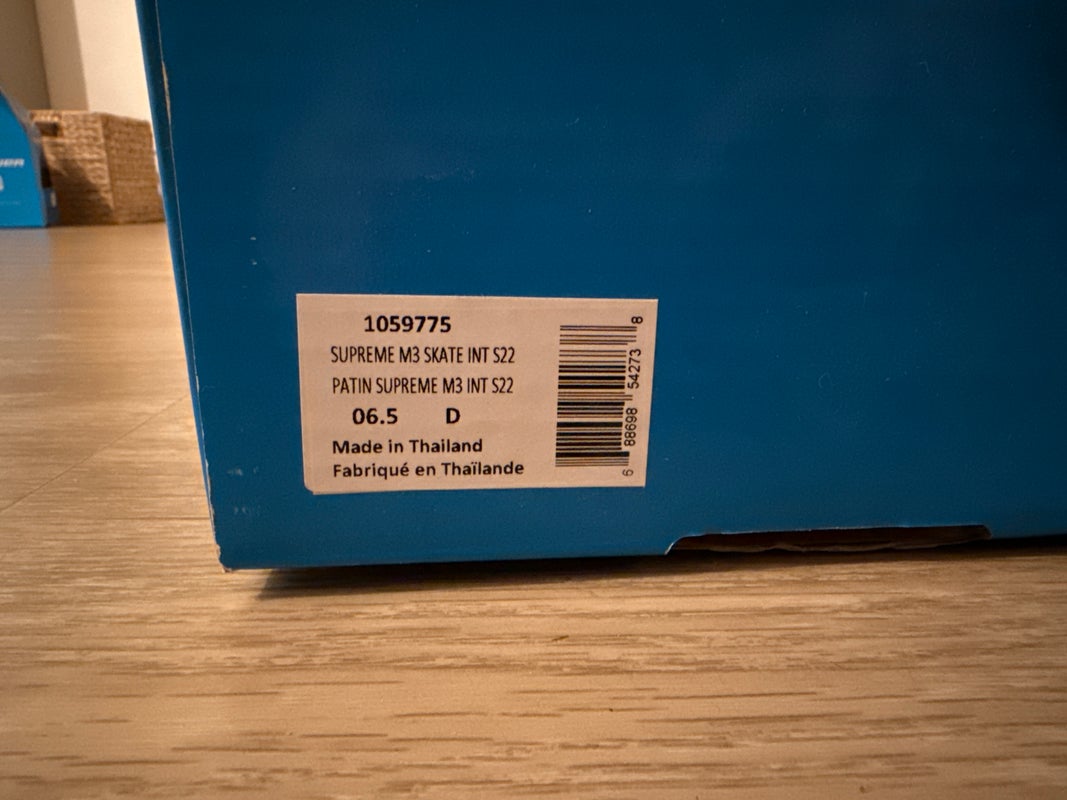 1059775
SUPREME M3 SKATE INT S22
PATIN SUPREME M3 INT S22
06.5 D
Made in Thailand
Fabriqué en Thaïlande
6 88698 54273 8